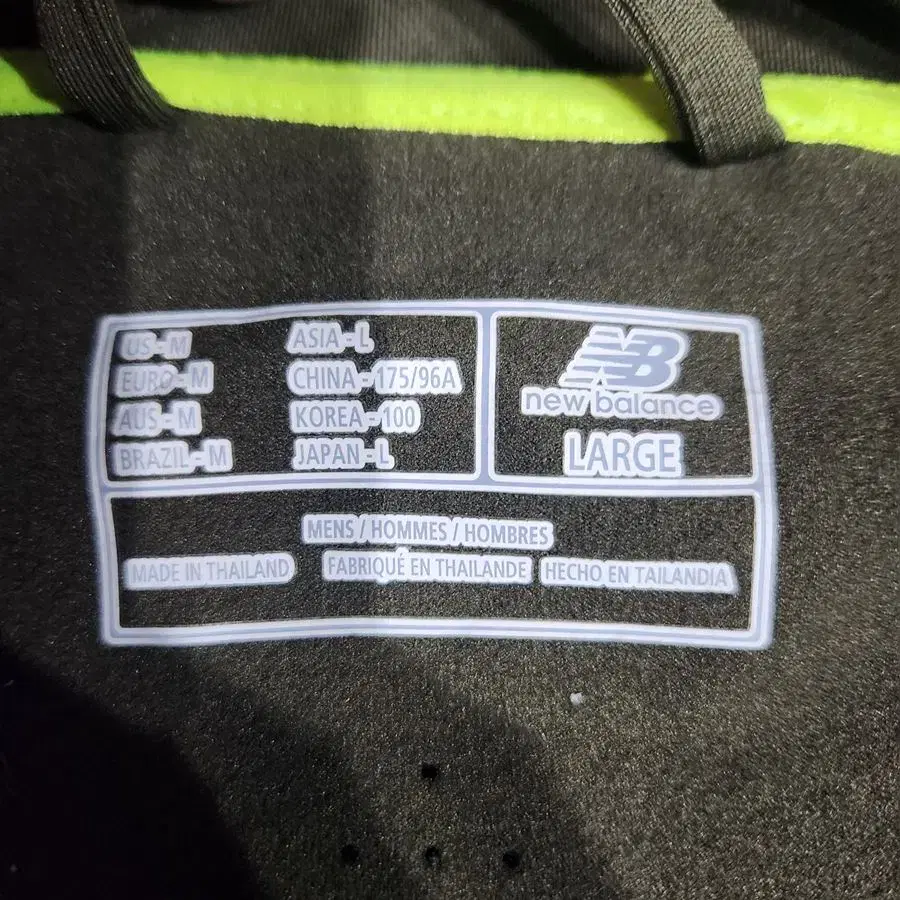 US-M
EURO-M
AUS-M
BRAZIL-M
ASIA-L
CHINA-175/96A
KOREA-100
JAPAN-L
NB
new balance
LARGE
MENS / HOMMES / HOMBRES
MADE IN THAILAND
FABRIQUÉ EN THAILANDE
HECHO EN TAILANDIA